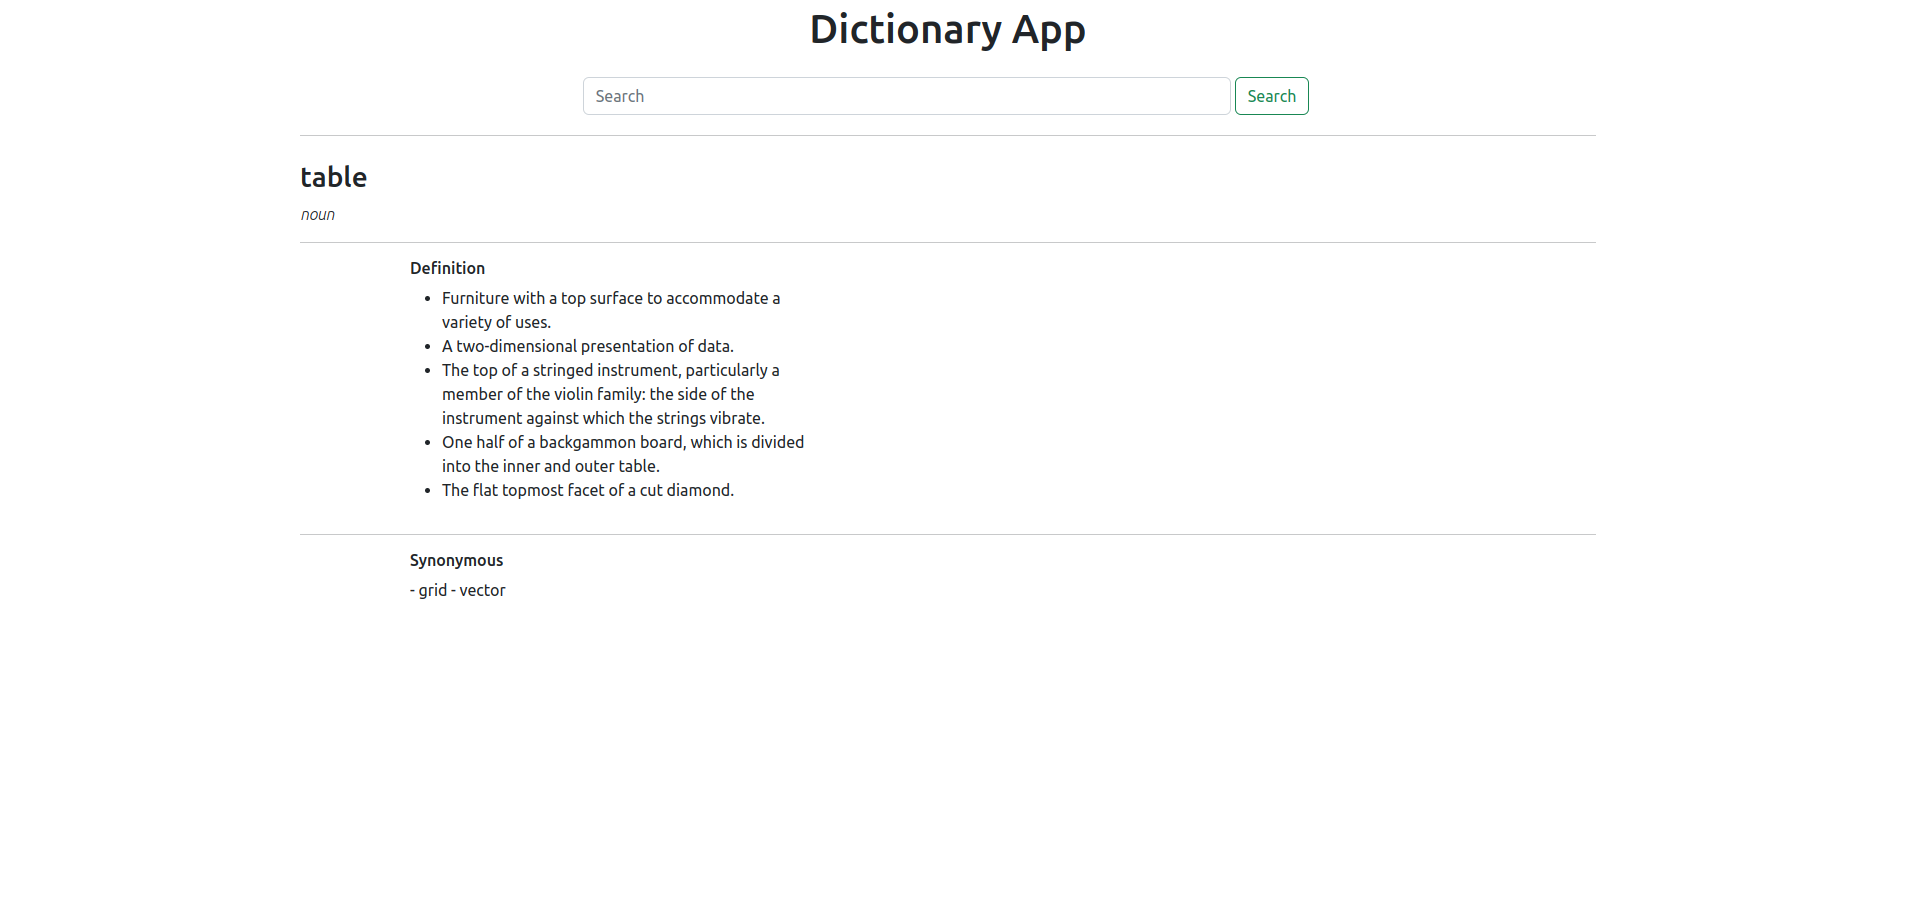 Dictionary App
Search Search
table
noun
Definition
• Furniture with a top surface to accommodate a
variety of uses.
• A two-dimensional presentation of data.
• The top of a stringed instrument, particularly a
member of the violin family: the side of the
instrument against which the strings vibrate.
• One half of a backgammon board, which is divided
into the inner and outer table.
• The flat topmost facet of a cut diamond.
Synonymous
- grid - vector